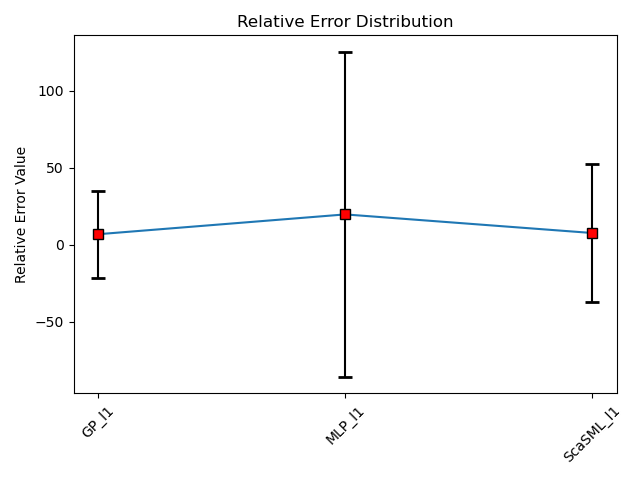 Relative Error Distribution
Relative Error Value
100
50
0
−50
GP_l1
MLP_l1
ScaSML_l1